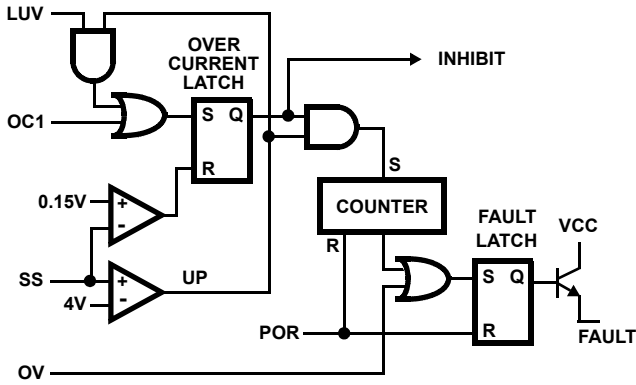 LUV
OVER
CURRENT
LATCH
INHIBIT
OC1
S Q
R
0.15V
+
-
S
COUNTER
R
FAULT
LATCH
VCC
SS
+
-
4V
UP
S Q
R
POR
FAULT
OV